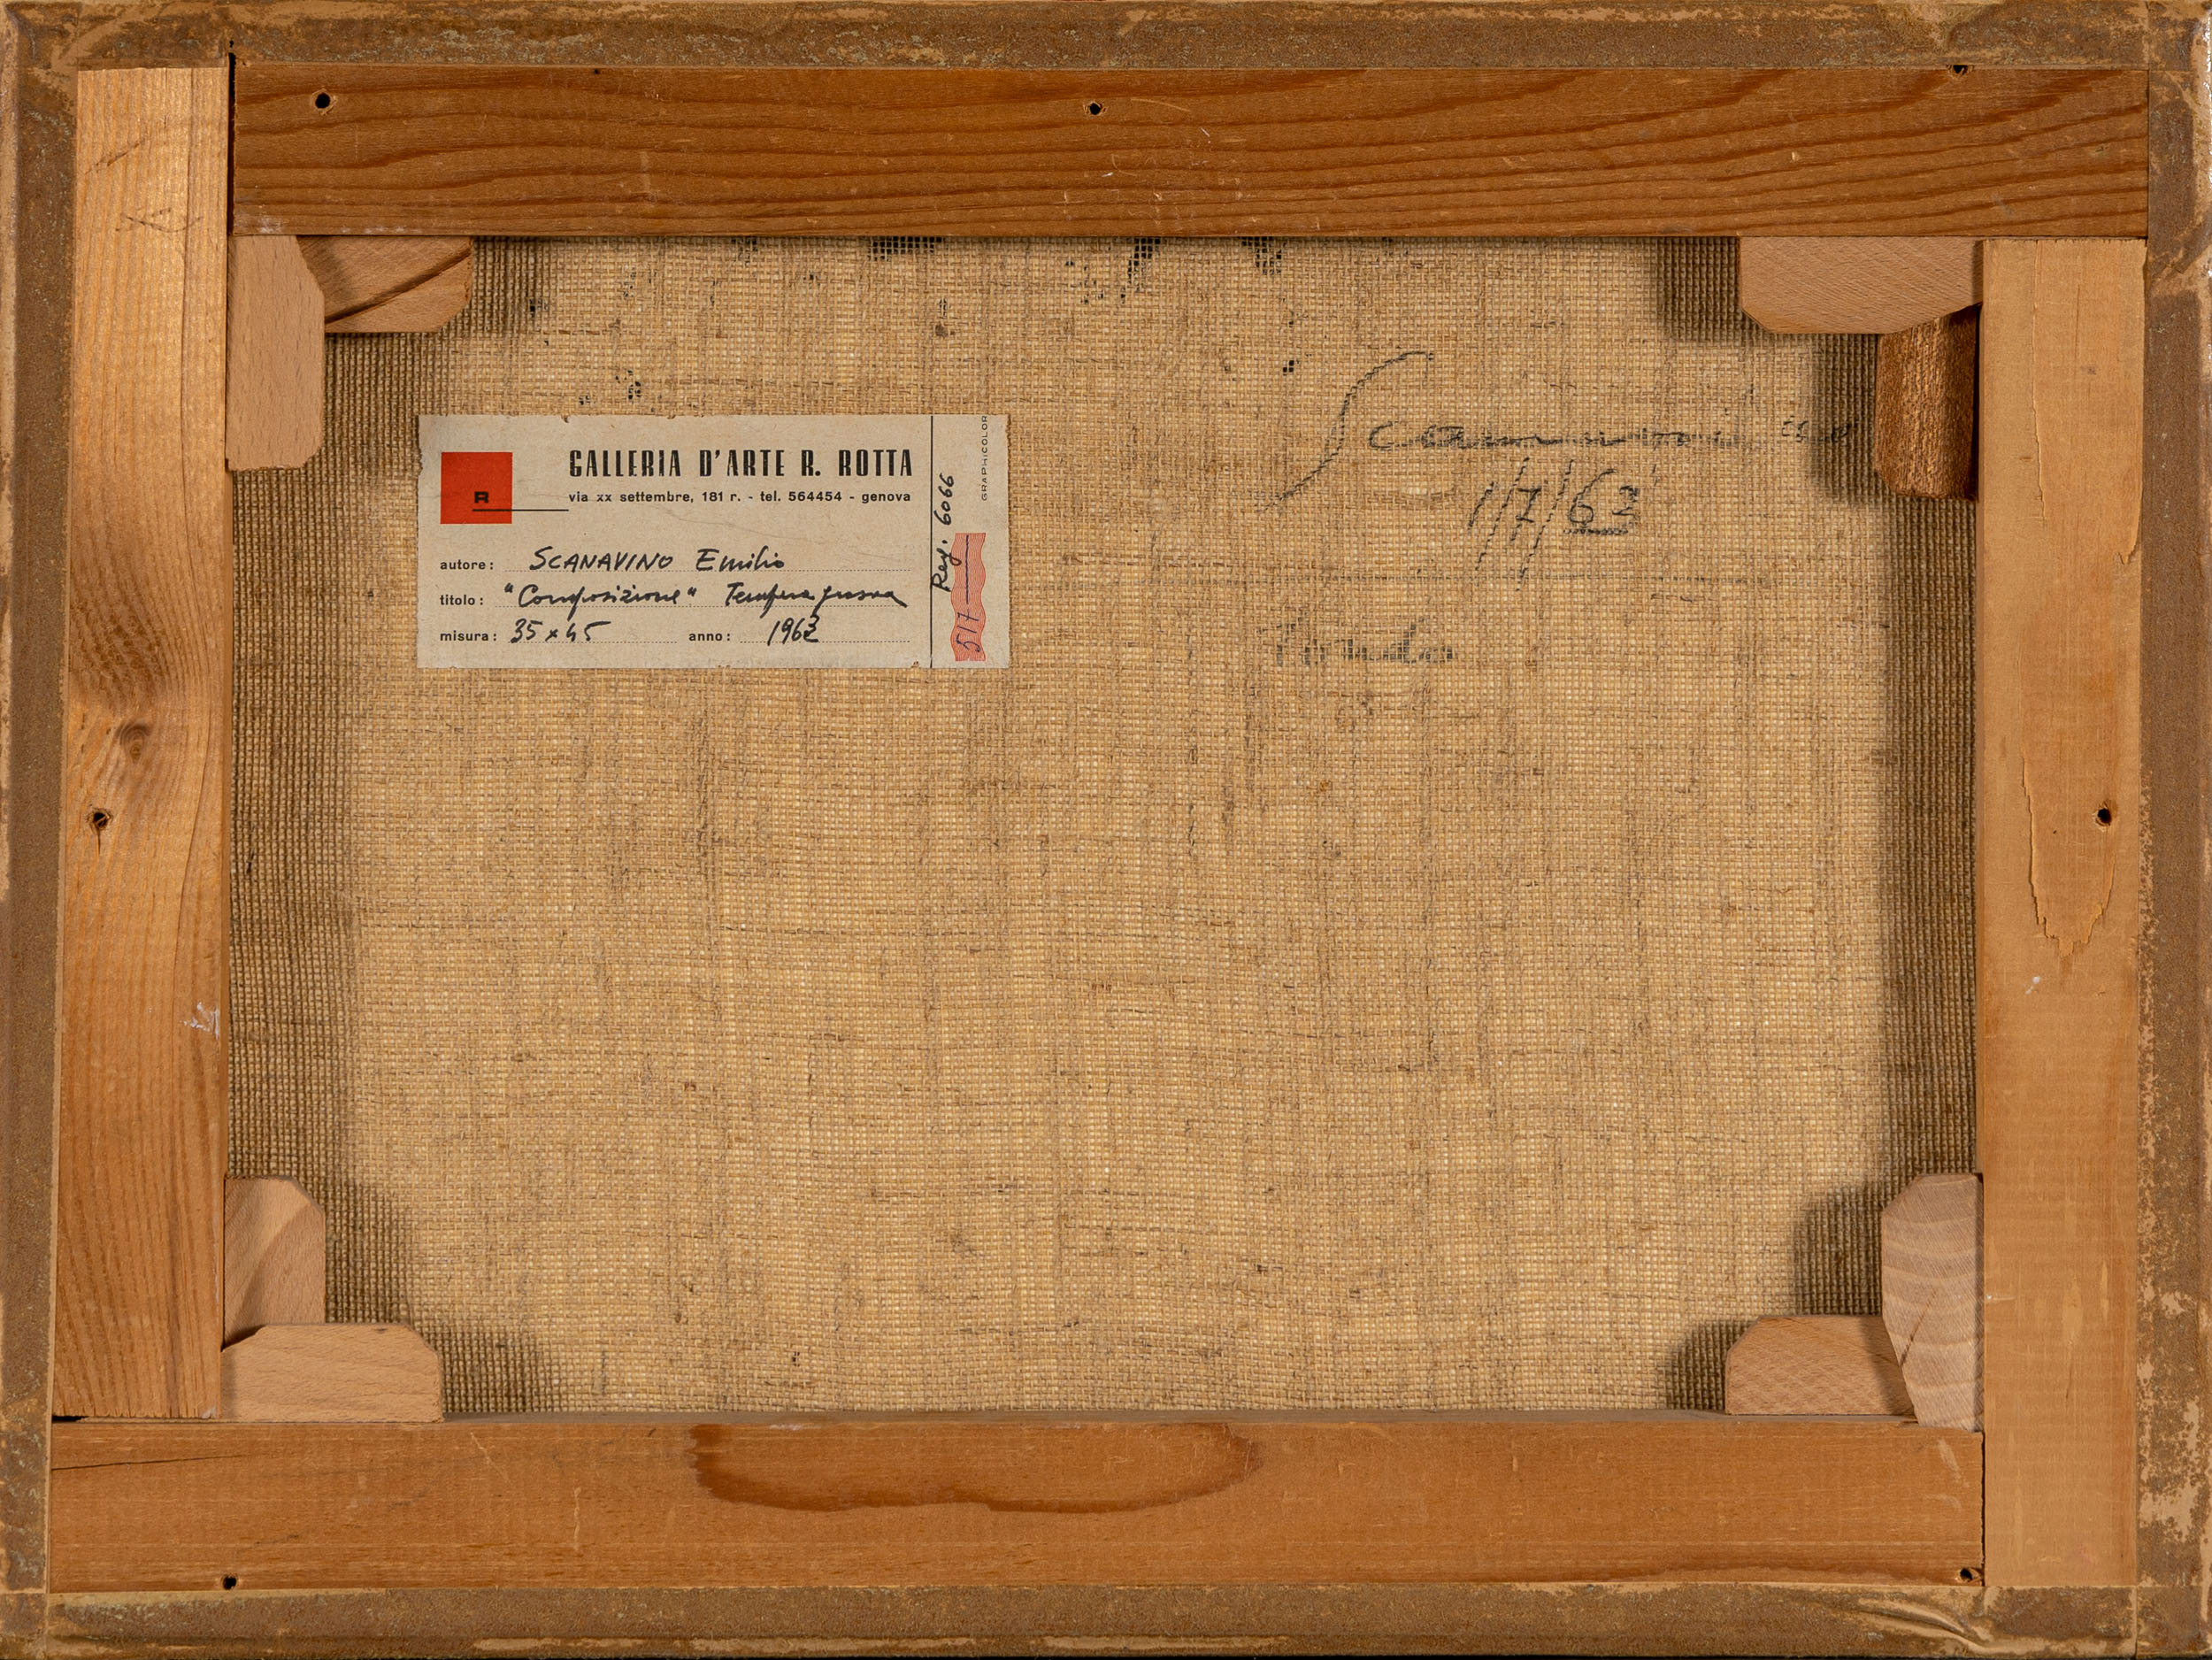 GALLERIA D'ARTE R. ROTTA
R
via xx settembre, 181 r. - tel. 564454 - genova
autore: SCANAVINO Emilio
titolo: "Composizione" Tempera grassa
misura: 35 x 45 anno: 1963
Reg. 6066
517
GRAPHICOLOR
Scanavino
1/7/63